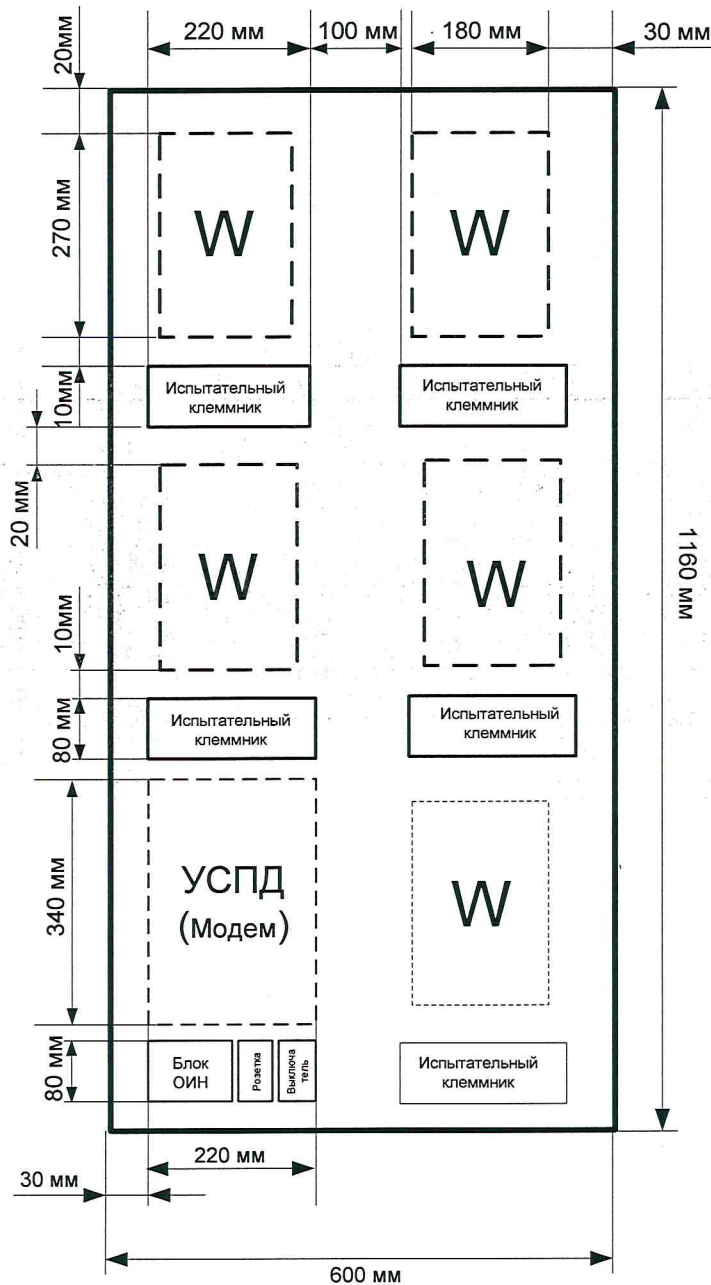 220 мм
100 мм
180 мм
30 мм
20мм
270 мм
W
W
10мм
Испытательный
клеммник
Испытательный
клеммник
20 мм
W
W
1160 мм
10мм
80 мм
Испытательный
клеммник
Испытательный
клеммник
340 мм
УСПД
(Модем)
W
80 мм
Блок
ОИН
Розетка
Выключа
тель
Испытательный
клеммник
220 мм
30 мм
600 мм